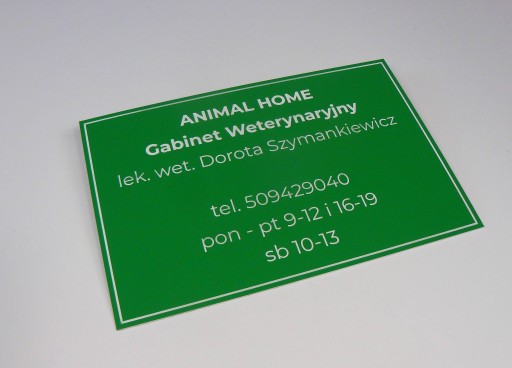 ANIMAL HOME
Gabinet Weterynaryjny
lek. wet. Dorota Szymankiewicz
tel. 509429040
pon - pt 9-12 i 16-19
sb 10-13